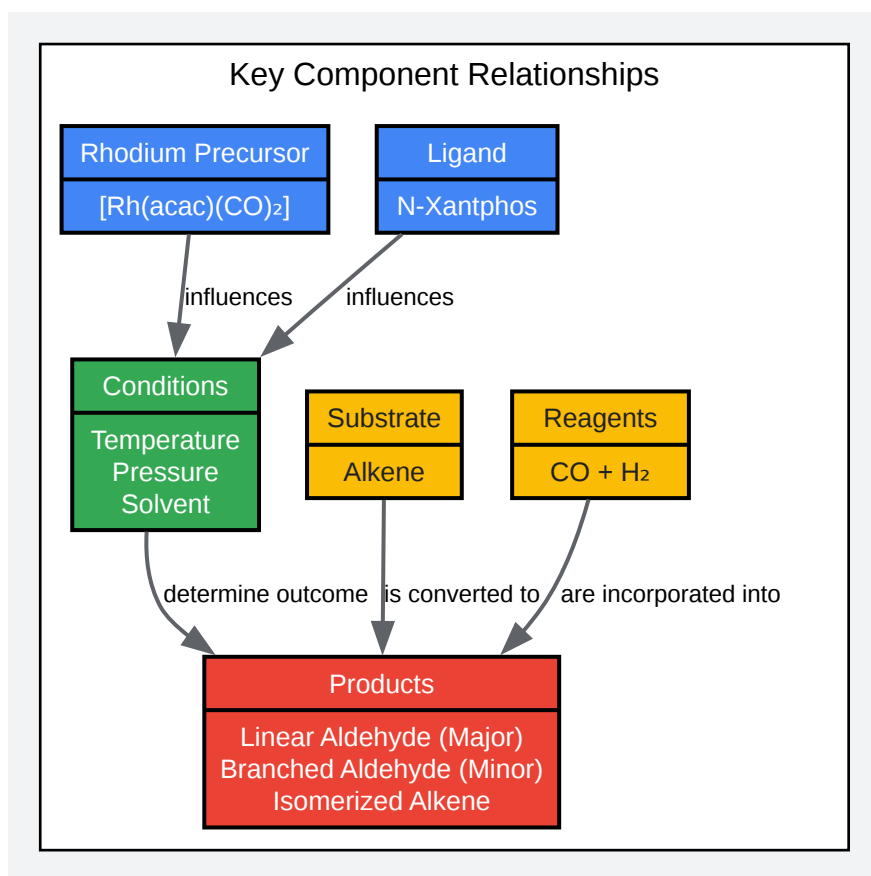 Key Component Relationships
Rhodium Precursor
[Rh(acac)(CO)₂]
Ligand
N-Xantphos
influences
influences
Conditions
Temperature
Pressure
Solvent
Substrate
Alkene
Reagents
CO + H₂
determine outcome
is converted to
are incorporated into
Products
Linear Aldehyde (Major)
Branched Aldehyde (Minor)
Isomerized Alkene